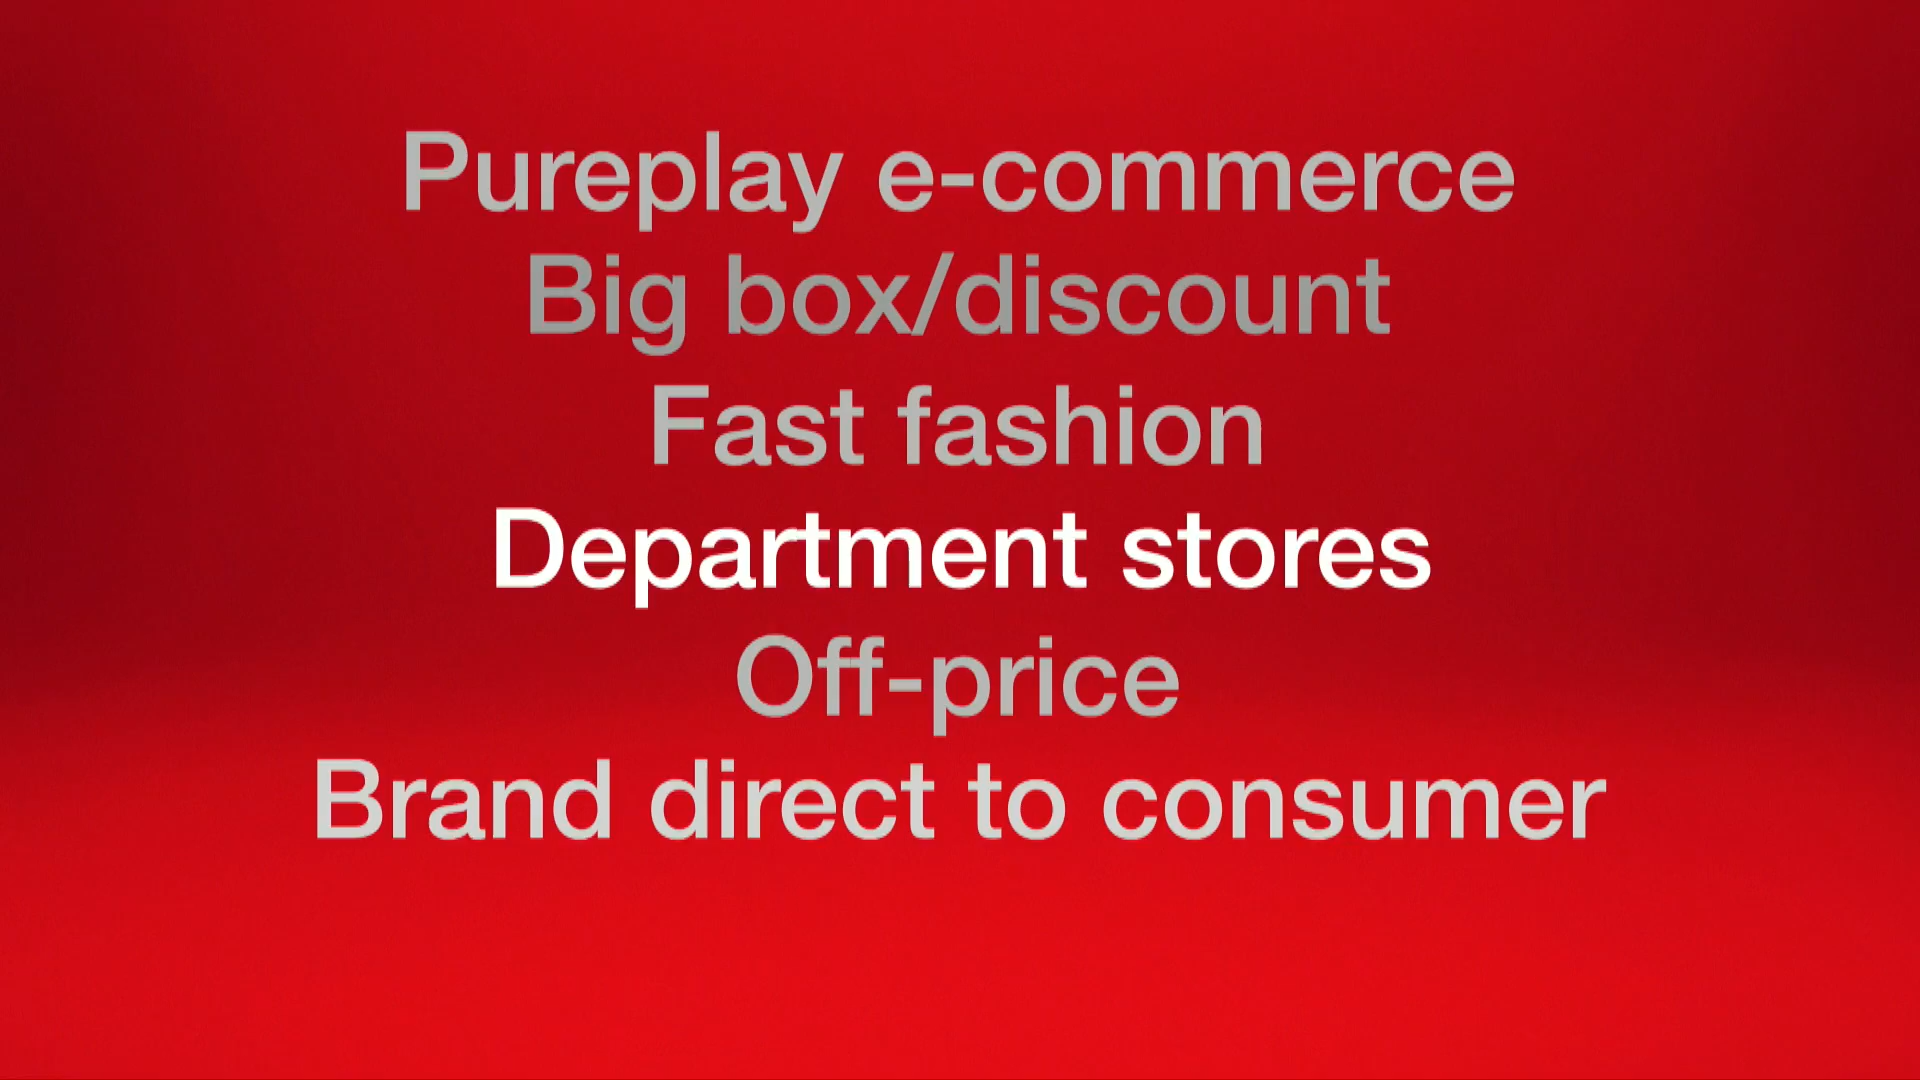 Pureplay e-commerce
Big box/discount
Fast fashion
Department stores
Off-price
Brand direct to consumer